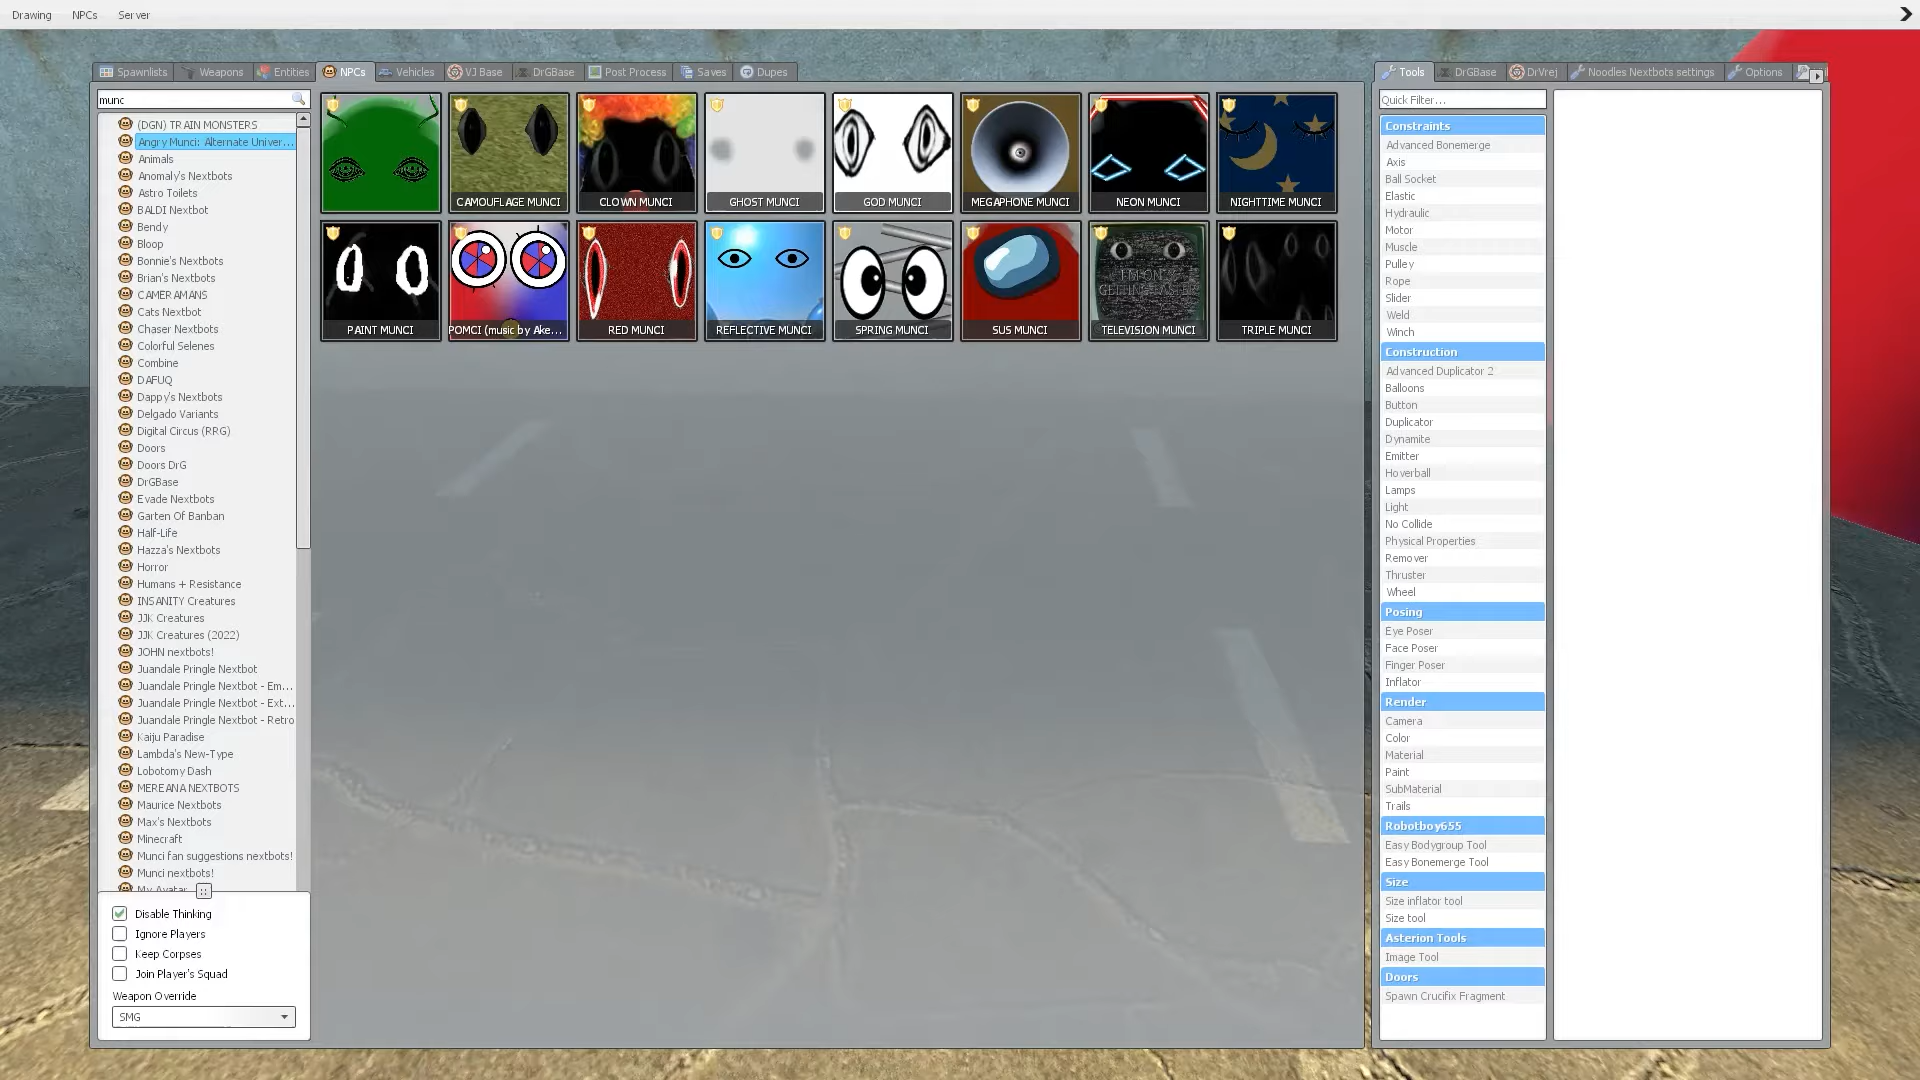 Drawing NPCs Server
Spawnlists Weapons Entities NPCs Vehicles VJ Base DrGBase Post Process Saves Dupes
munc
(DGN) TRAIN MONSTERS
Angry Munci: Alternate Univer...
Animals
Anomaly's Nextbots
Astro Toilets
BALDI Nextbot
Bendy
Bloop
Bonnie's Nextbots
Brian's Nextbots
CAMERAMANS
Cats Nextbot
Chaser Nextbots
Colorful Selenes
Combine
DAFUQ
Dappy's Nextbots
Delgado Variants
Digital Circus (RRG)
Doors
Doors DrG
DrGBase
Evade Nextbots
Garten Of Banban
Half-Life
Hazza's Nextbots
Horror
Humans + Resistance
INSANITY Creatures
JJK Creatures
JJK Creatures (2022)
JOHN nextbots!
Juandale Pringle Nextbot
Juandale Pringle Nextbot - Em...
Juandale Pringle Nextbot - Ext...
Juandale Pringle Nextbot - Retro
Kaiju Paradise
Lambda's New-Type
Lobotomy Dash
MEREANA NEXTBOTS
Maurice Nextbots
Max's Nextbots
Minecraft
Munci fan suggestions nextbots!
Munci nextbots!
My Avatar
Disable Thinking
Ignore Players
Keep Corpses
Join Player's Squad
Weapon Override
SMG
CAMOUFLAGE MUNCI CLOWN MUNCI GHOST MUNCI GOD MUNCI MEGAPHONE MUNCI NEON MUNCI NIGHTTIME MUNCI
I'M ONLY
GETTING FASTER
PAINT MUNCI POMCI (music by Ake... RED MUNCI REFLECTIVE MUNCI SPRING MUNCI SUS MUNCI TELEVISION MUNCI TRIPLE MUNCI
Tools DrGBase DrVrej Noodles Nextbots settings Options
Quick Filter...
Constraints
Advanced Bonemerge
Axis
Ball Socket
Elastic
Hydraulic
Motor
Muscle
Pulley
Rope
Slider
Weld
Winch
Construction
Advanced Duplicator 2
Balloons
Button
Duplicator
Dynamite
Emitter
Hoverball
Lamps
Light
No Collide
Physical Properties
Remover
Thruster
Wheel
Posing
Eye Poser
Face Poser
Finger Poser
Inflator
Render
Camera
Color
Material
Paint
SubMaterial
Trails
Robotboy655
Easy Bodygroup Tool
Easy Bonemerge Tool
Size
Size inflator tool
Size tool
Asterion Tools
Image Tool
Doors
Spawn Crucifix Fragment